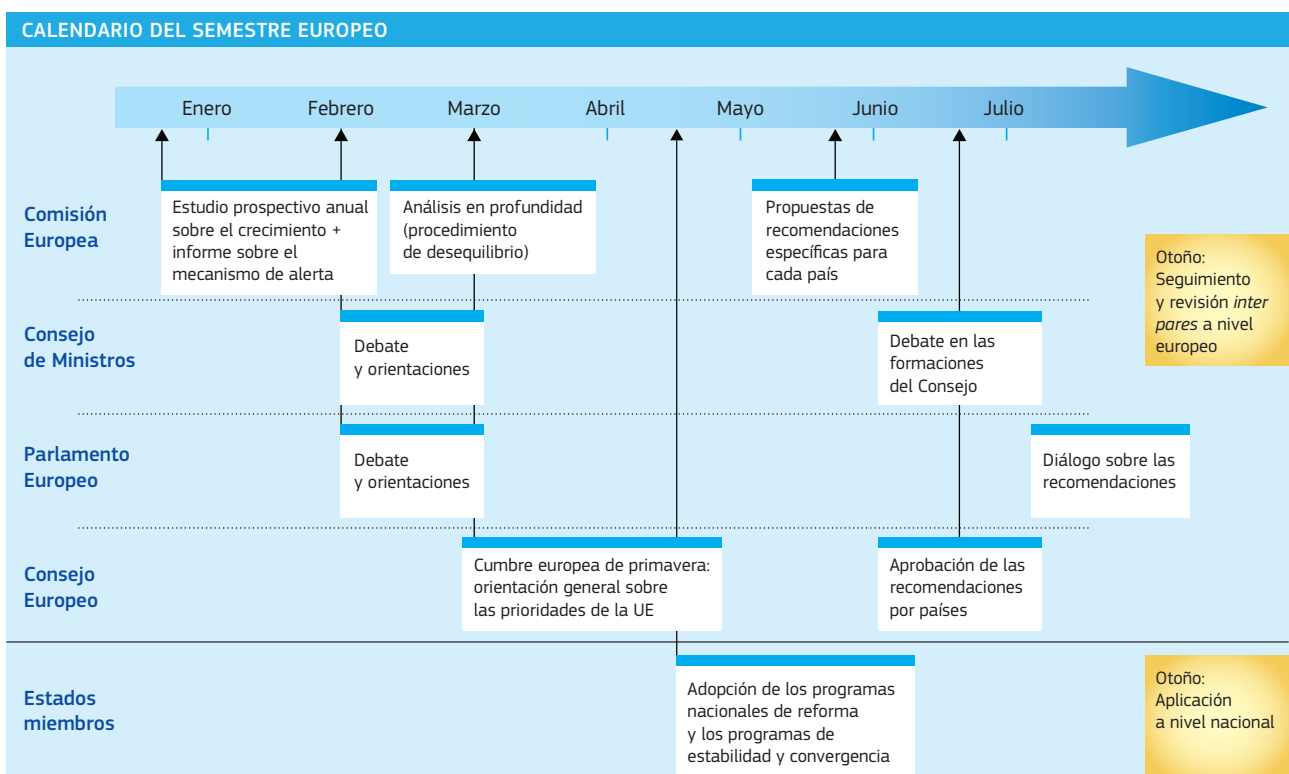 CALENDARIO DEL SEMESTRE EUROPEO
Enero
Febrero
Marzo
Abril
Mayo
Junio
Julio
Comisión
Europea
Estudio prospectivo anual
sobre el crecimiento +
informe sobre el
mecanismo de alerta
Análisis en profundidad
(procedimiento
de desequilibrio)
Propuestas de
recomendaciones
específicas para
cada país
Otoño:
Seguimiento
y revisión inter
pares a nivel
europeo
Consejo
de Ministros
Debate
y orientaciones
Debate en las
formaciones
del Consejo
Parlamento
Europeo
Debate
y orientaciones
Diálogo sobre las
recomendaciones
Consejo
Europeo
Cumbre europea de primavera:
orientación general sobre
las prioridades de la UE
Aprobación de las
recomendaciones
por países
Estados
miembros
Adopción de los programas
nacionales de reforma
y los programas de
estabilidad y convergencia
Otoño:
Aplicación
a nivel nacional